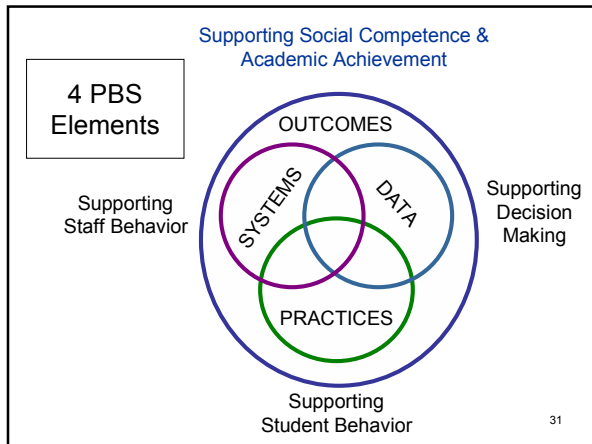 Supporting Social Competence &
Academic Achievement
4 PBS
Elements
OUTCOMES
SYSTEMS
DATA
Supporting
Staff Behavior
Supporting
Decision
Making
PRACTICES
Supporting
Student Behavior
31